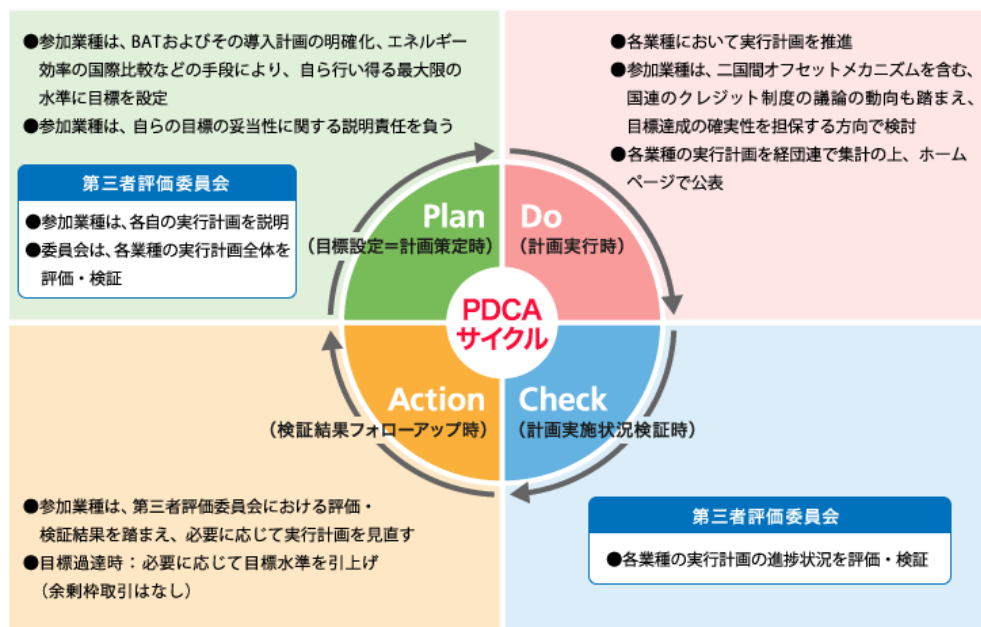 ●参加業種は、BATおよびその導入計画の明確化、エネルギー
効率の国際比較などの手段により、自ら行い得る最大限の
水準に目標を設定
●参加業種は、自らの目標の妥当性に関する説明責任を負う
第三者評価委員会
●参加業種は、各自の実行計画を説明
●委員会は、各業種の実行計画全体を
評価・検証
Plan
(目標設定=計画策定時)
●各業種において実行計画を推進
●参加業種は、二国間オフセットメカニズムを含む、
国連のクレジット制度の議論の動向も踏まえ、
目標達成の確実性を担保する方向で検討
●各業種の実行計画を経団連で集計の上、ホーム
ページで公表
Do
(計画実行時)
PDCA
サイクル
Action
(検証結果フォローアップ時)
●参加業種は、第三者評価委員会における評価・
検証結果を踏まえ、必要に応じて実行計画を見直す
●目標過達時：必要に応じて目標水準を引上げ
(余剰枠取引はなし)
Check
(計画実施状況検証時)
第三者評価委員会
●各業種の実行計画の進捗状況を評価・検証